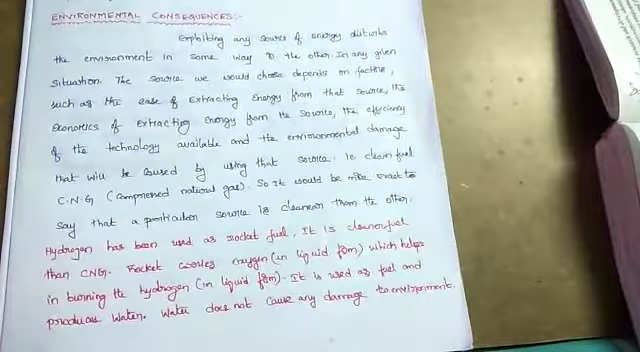 ENVIRONMENTAL CONSEQUENCES:-
Exploiting any source of energy disturbs
the environment in some way or the other. In any given
situation. The source we would chose depends on factors,
such as the ease of Extracting Energy from that source, the
economics of Extracting Energy from the source, the efficiency
of the technology available and the environmental damage
that will be caused by using that source. ie clean fuel
C.N.G (compressed natural gas). So It would be more exact to
say that a particular source is cleaner than the other.
Hydrogen has been used as rocket fuel, It is cleaner fuel
than CNG. Rocket carries oxygen (in liquid form) which helps
in burning the hydrogen (in liquid form). It is used as fuel and
produces water. Water does not cause any damage to environment.